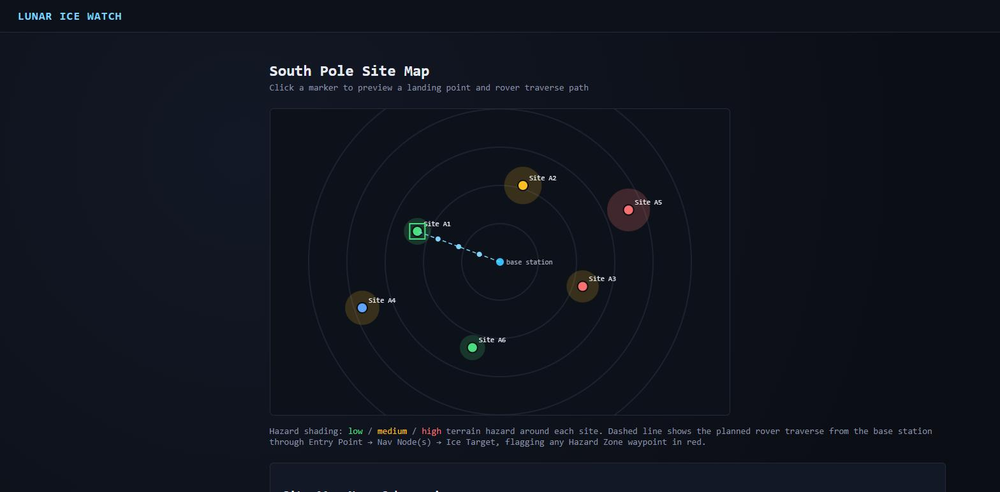 LUNAR ICE WATCH
South Pole Site Map
Click a marker to preview a landing point and rover traverse path
Site A2
Site A5
Site A1
base station
Site A3
Site A4
Site A6
Hazard shading: low / medium / high terrain hazard around each site. Dashed line shows the planned rover traverse from the base station
through Entry Point → Nav Node(s) → Ice Target, flagging any Hazard Zone waypoint in red.